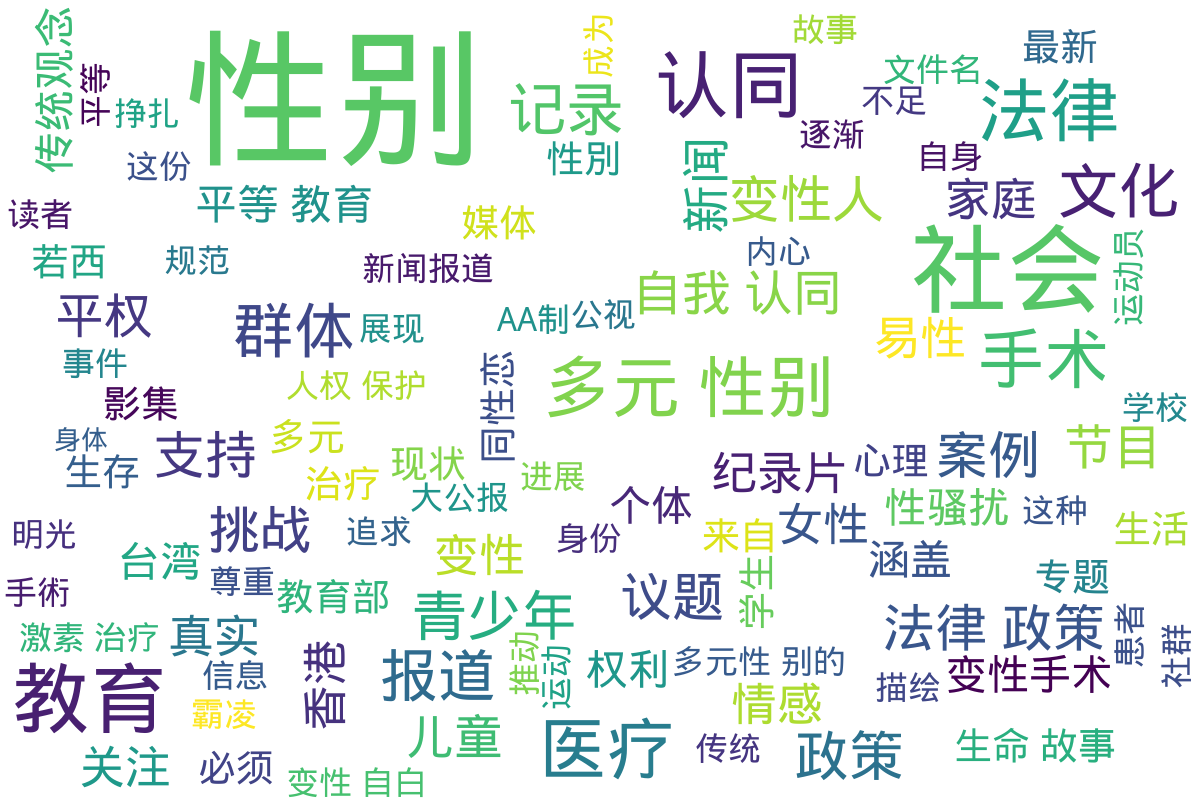 性别
社会
教育
认同
法律
文化
记录
成为
故事
最新
文件名
不足
逐渐
自身
家庭
传统观念
平等
挣扎
这份
性別
新闻
变性人
平等 教育
读者
若西
规范
媒体
新闻报道
内心
运动员
平权
群体
展现
AA制
公视
自我 认同
易性
手术
事件
影集
人权 保护
同性恋
多元 性别
学校
身体
生存
支持
多元
治疗
现状
大公报
进展
纪录片
心理
案例
节目
个体
性骚扰
这种
生活
明光
挑战
追求
变性
身份
来自
女性
涵盖
台湾
尊重
手術
教育部
青少年
议题
学生
专题
激素 治疗
真实
信息
香港
报道
推动
运动
权利
多元性 别的
法律 政策
患者
社群
描绘
变性手术
霸凌
情感
儿童
医疗
传统
政策
生命 故事
关注
必须
变性 自白